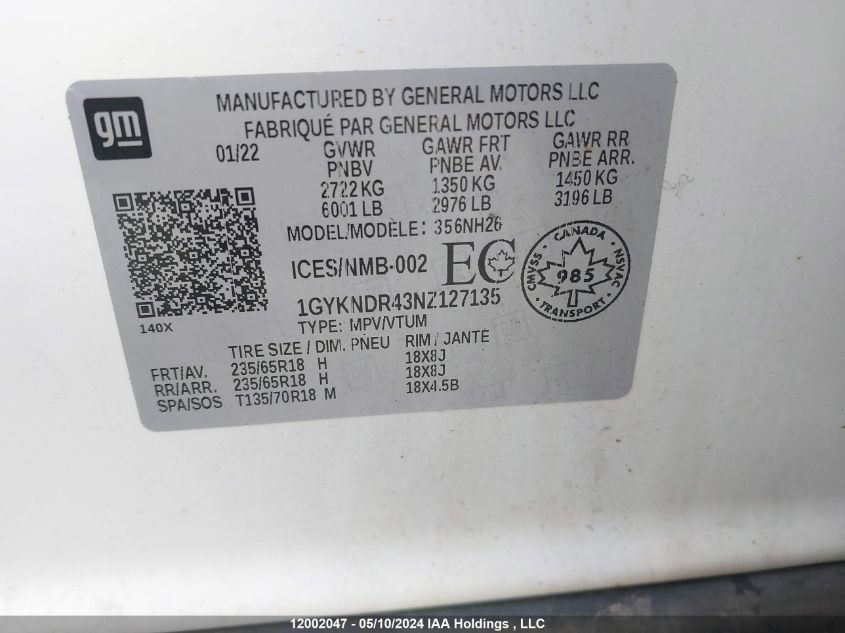 gm
MANUFACTURED BY GENERAL MOTORS LLC
FABRIQUÉ PAR GENERAL MOTORS LLC
01/22 GVWR GAWR FRT GAWR RR
PNBV PNBE AV. PNBE ARR.
2722 KG 1350 KG 1450 KG
6001 LB 2976 LB 3196 LB
MODEL/MODÈLE: 356NH26
ICES/NMB-002 EC
CANADA
CMVSS 985 NSVAC
1GYKNDR43NZ127135
TYPE: MPV/VTUM
140X
TIRE SIZE / DIM. PNEU RIM / JANTE
FRT/AV. 235/65R18 H 18X8J
RR/ARR. 235/65R18 H 18X8J
SPA/SOS T135/70R18 M 18X4.5B
12002047 - 05/10/2024 IAA Holdings , LLC